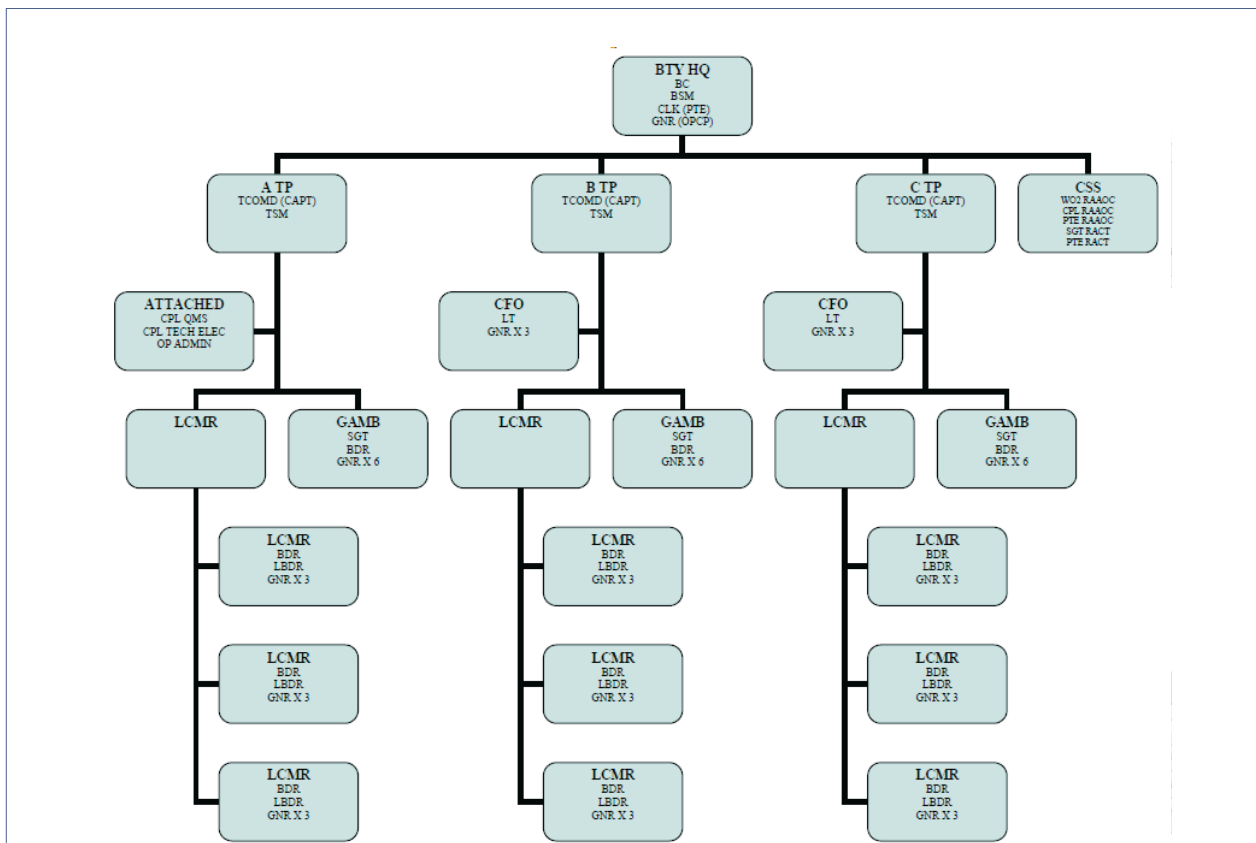 BTY HQ
BC
BSM
CLK (PTE)
GNR (OPCP)
A TP
TCOMD (CAPT)
TSM
B TP
TCOMD (CAPT)
TSM
C TP
TCOMD (CAPT)
TSM
CSS
WO2 RAAOC
CPL RAAOC
PTE RAAOC
SGT RACT
PTE RACT
ATTACHED
CPL QMS
CPL TECH ELEC
OP ADMIN
CFO
LT
GNR X 3
CFO
LT
GNR X 3
LCMR
GAMB
SGT
BDR
GNR X 6
LCMR
GAMB
SGT
BDR
GNR X 6
LCMR
GAMB
SGT
BDR
GNR X 6
LCMR
BDR
LBDR
GNR X 3
LCMR
BDR
LBDR
GNR X 3
LCMR
BDR
LBDR
GNR X 3
LCMR
BDR
LBDR
GNR X 3
LCMR
BDR
LBDR
GNR X 3
LCMR
BDR
LBDR
GNR X 3
LCMR
BDR
LBDR
GNR X 3
LCMR
BDR
LBDR
GNR X 3
LCMR
BDR
LBDR
GNR X 3